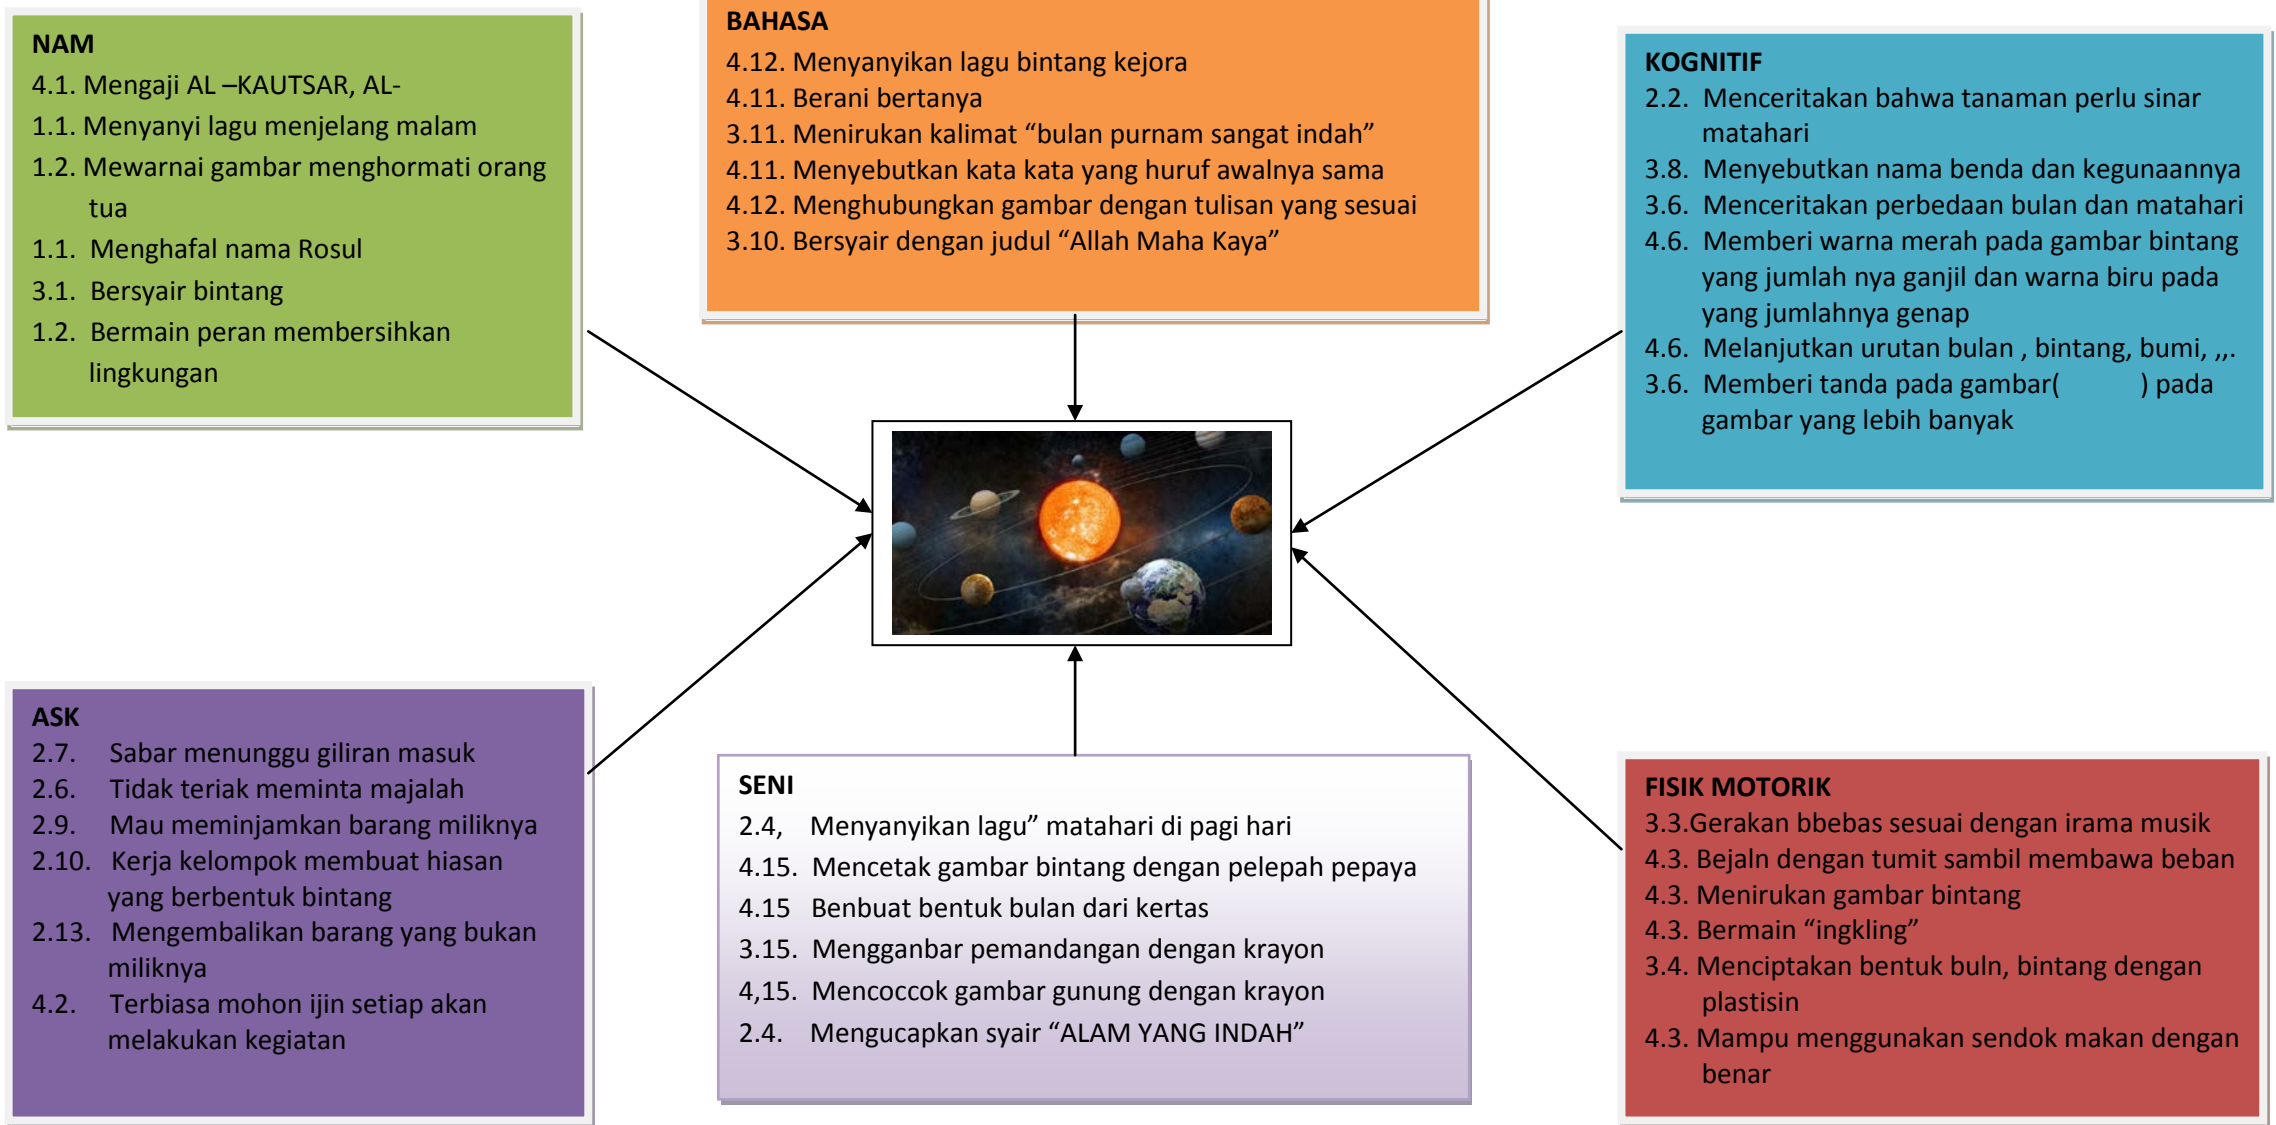 NAM
4.1. Mengaji AL –KAUTSAR, AL-
1.1. Menyanyi lagu menjelang malam
1.2. Mewarnai gambar menghormati orang
tua
1.1. Menghafal nama Rosul
3.1. Bersyair bintang
1.2. Bermain peran membersihkan
lingkungan
BAHASA
4.12. Menyanyikan lagu bintang kejora
4.11. Berani bertanya
3.11. Menirukan kalimat “bulan purnam sangat indah”
4.11. Menyebutkan kata kata yang huruf awalnya sama
4.12. Menghubungkan gambar dengan tulisan yang sesuai
3.10. Bersyair dengan judul “Allah Maha Kaya”
KOGNITIF
2.2. Menceritakan bahwa tanaman perlu sinar
matahari
3.8. Menyebutkan nama benda dan kegunaannya
3.6. Menceritakan perbedaan bulan dan matahari
4.6. Memberi warna merah pada gambar bintang
yang jumlah nya ganjil dan warna biru pada
yang jumlahnya genap
4.6. Melanjutkan urutan bulan , bintang, bumi, ,,.
3.6. Memberi tanda pada gambar( ) pada
gambar yang lebih banyak
ASK
2.7. Sabar menunggu giliran masuk
2.6. Tidak teriak meminta majalah
2.9. Mau meminjamkan barang miliknya
2.10. Kerja kelompok membuat hiasan
yang berbentuk bintang
2.13. Mengembalikan barang yang bukan
miliknya
4.2. Terbiasa mohon ijin setiap akan
melakukan kegiatan
SENI
2.4, Menyanyikan lagu” matahari di pagi hari
4.15. Mencetak gambar bintang dengan pelepah pepaya
4.15 Benbuat bentuk bulan dari kertas
3.15. Mengganbar pemandangan dengan krayon
4,15. Mencoccok gambar gunung dengan krayon
2.4. Mengucapkan syair “ALAM YANG INDAH”
FISIK MOTORIK
3.3.Gerakan bbebas sesuai dengan irama musik
4.3. Bejaln dengan tumit sambil membawa beban
4.3. Menirukan gambar bintang
4.3. Bermain “ingkling”
3.4. Menciptakan bentuk buln, bintang dengan
plastisin
4.3. Mampu menggunakan sendok makan dengan
benar